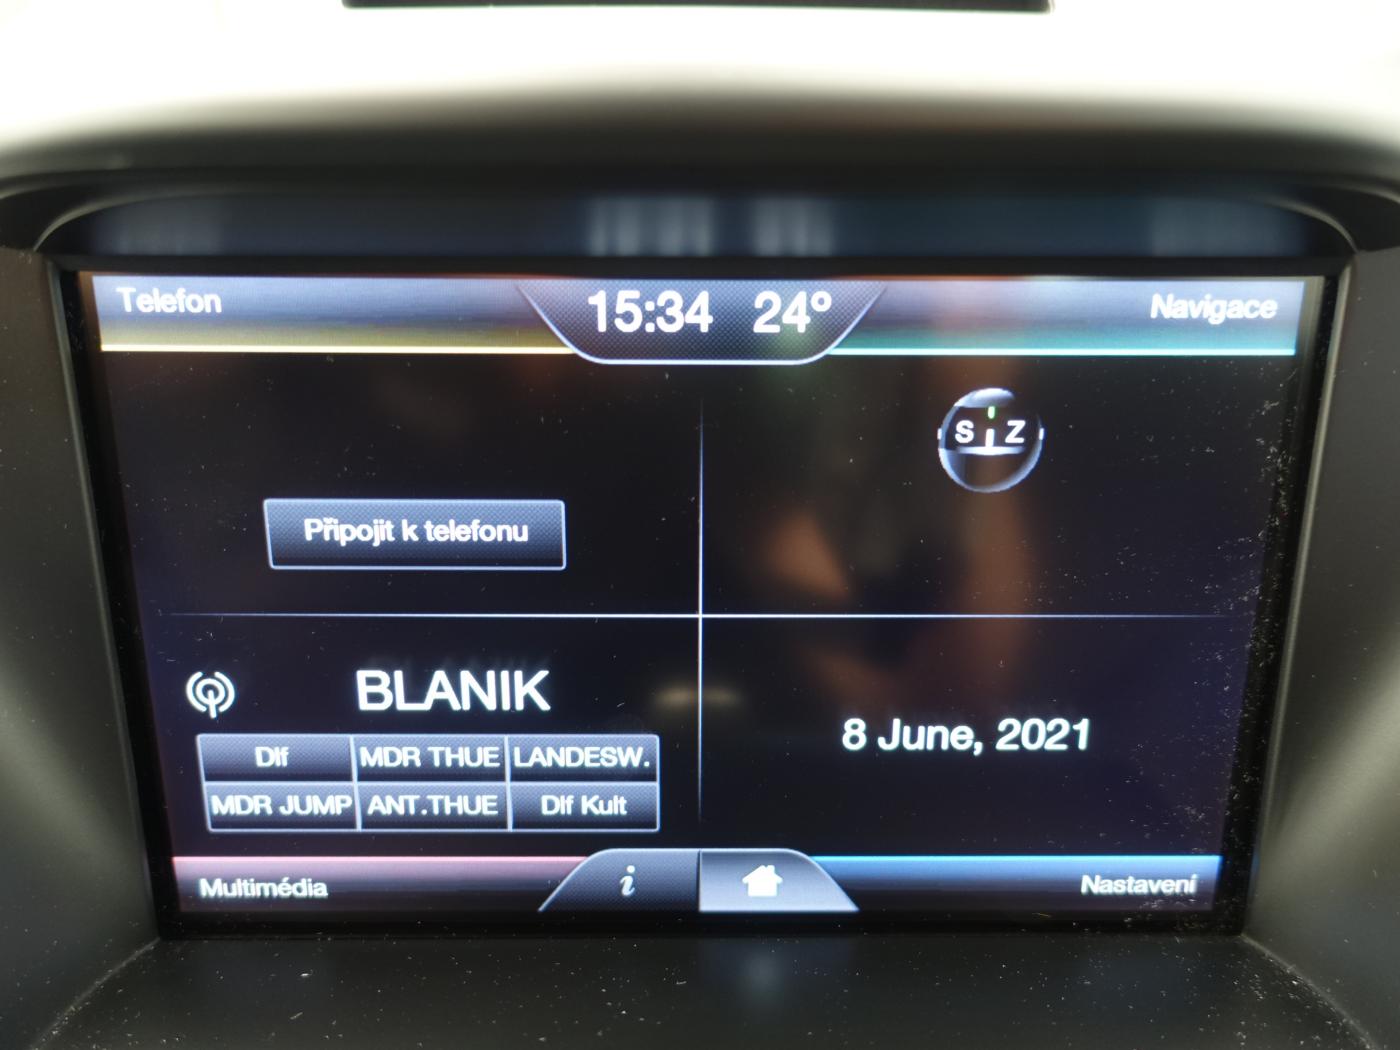 Telefon
15:34 24º
Navigace
S Z
Připojit k telefonu
BLANIK
Dlf MDR THUE LANDESW.
MDR JUMP ANT.THUE Dlf Kult
8 June, 2021
Multimédia
i
Nastavení